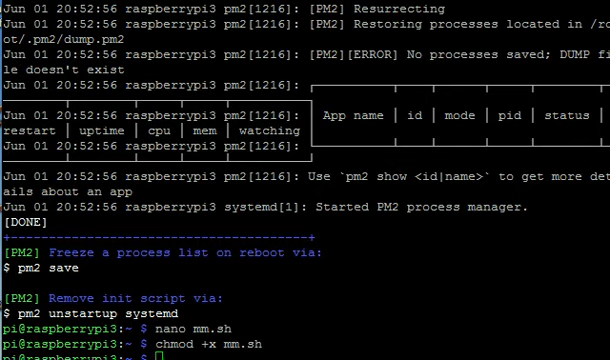 Jun 01 20:52:56 raspberrypi3 pm2[1216]: [PM2] Resurrecting
Jun 01 20:52:56 raspberrypi3 pm2[1216]: [PM2] Restoring processes located in /ro
ot/.pm2/dump.pm2
Jun 01 20:52:56 raspberrypi3 pm2[1216]: [PM2][ERROR] No processes saved; DUMP fi
le doesn't exist
Jun 01 20:52:56 raspberrypi3 pm2[1216]:
Jun 01 20:52:56 raspberrypi3 pm2[1216]: │ App name │ id │ mode │ pid │ status │
restart │ uptime │ cpu │ mem │ watching │
Jun 01 20:52:56 raspberrypi3 pm2[1216]:
Jun 01 20:52:56 raspberrypi3 pm2[1216]: Use `pm2 show <id|name>` to get more det
ails about an app
Jun 01 20:52:56 raspberrypi3 systemd[1]: Started PM2 process manager.
[DONE]
+---------------------------------------+
[PM2] Freeze a process list on reboot via:
$ pm2 save
[PM2] Remove init script via:
$ pm2 unstartup systemd
pi@raspberrypi3:~ $ nano mm.sh
pi@raspberrypi3:~ $ chmod +x mm.sh
pi@raspberrypi3:~ $